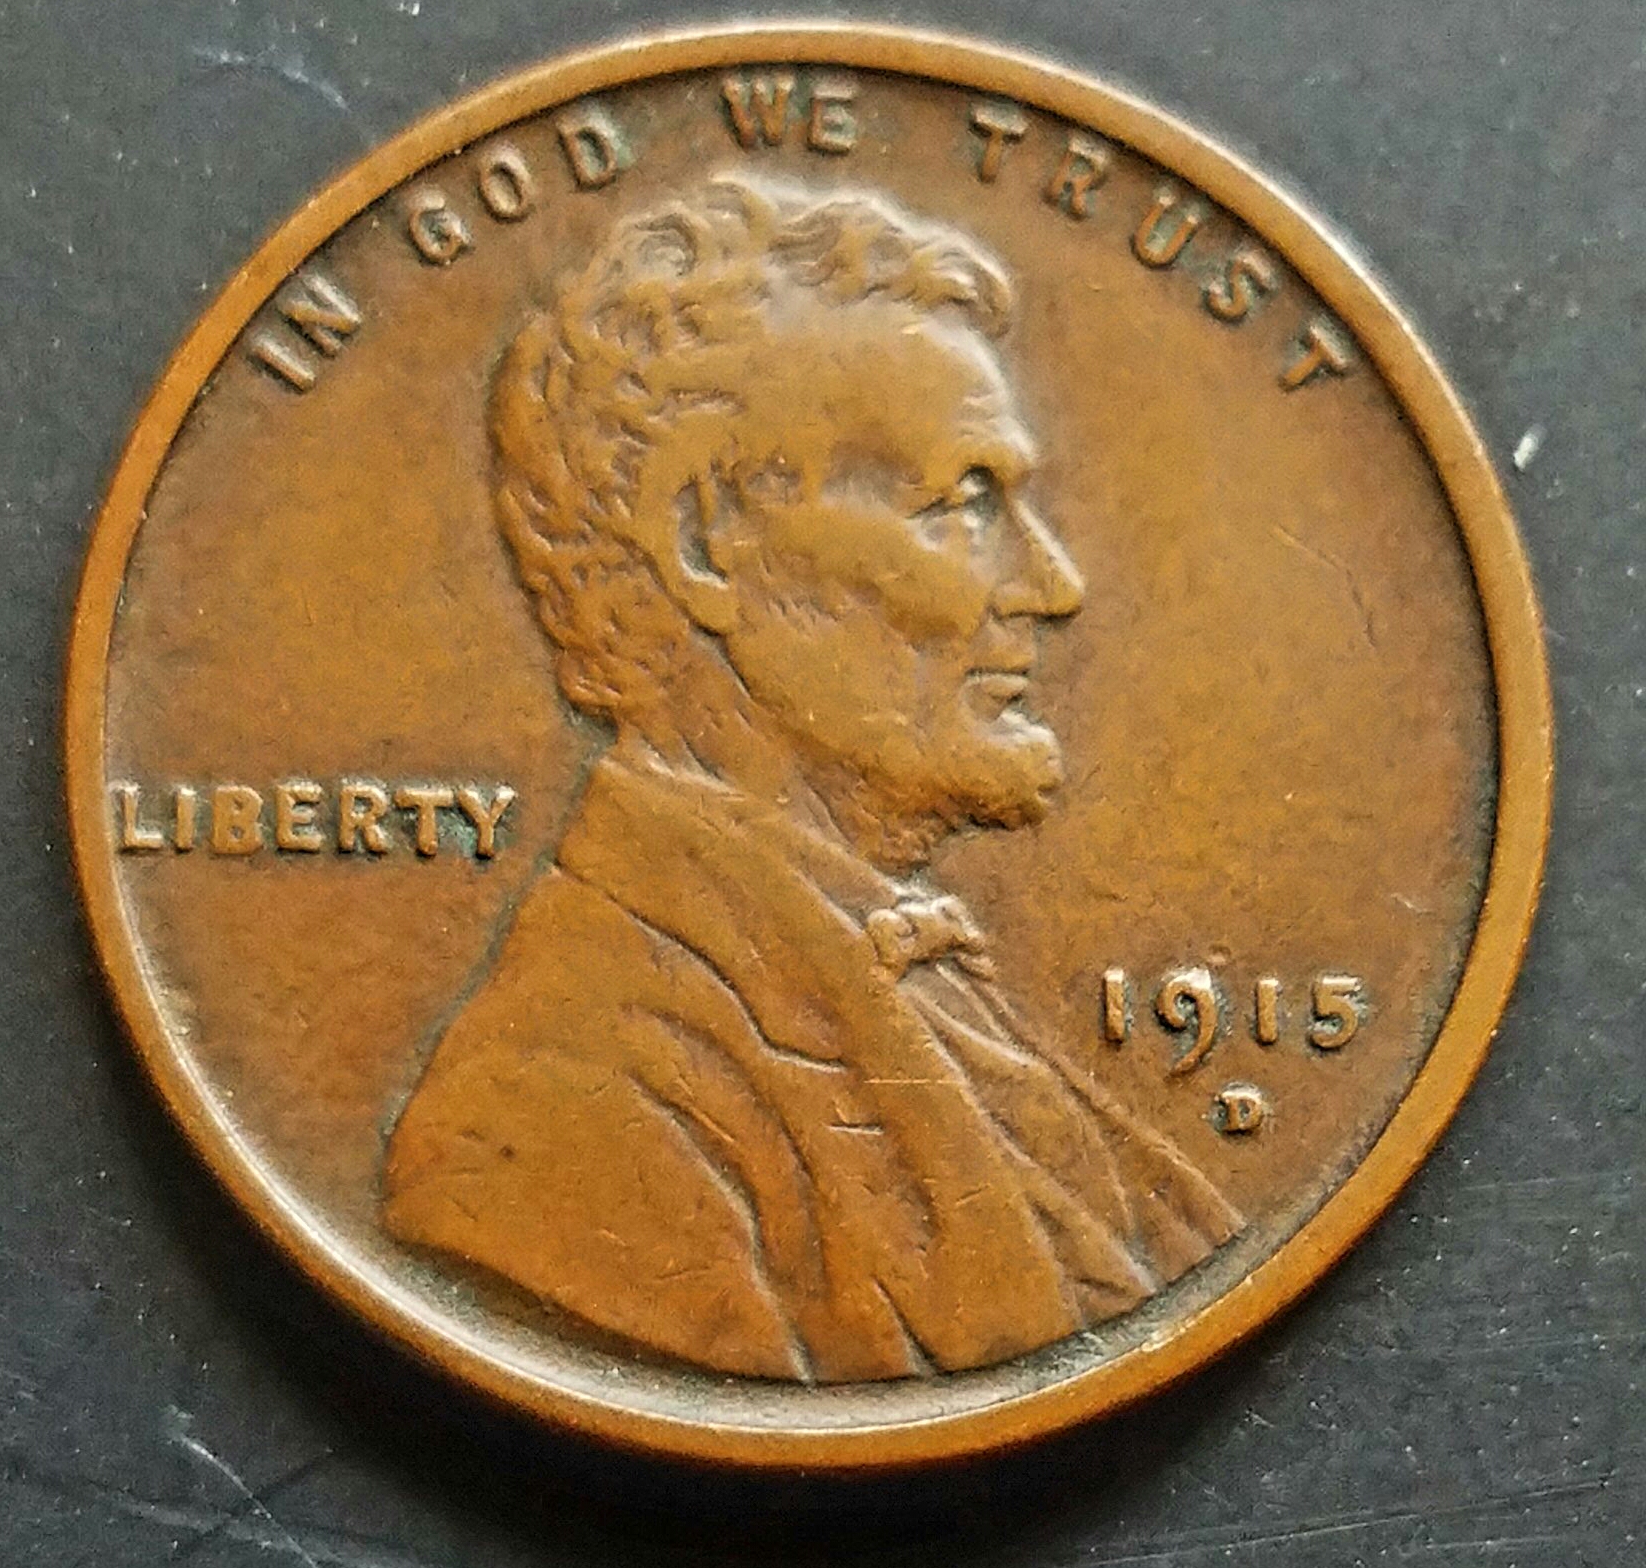 IN GOD WE TRUST
LIBERTY
1915
D